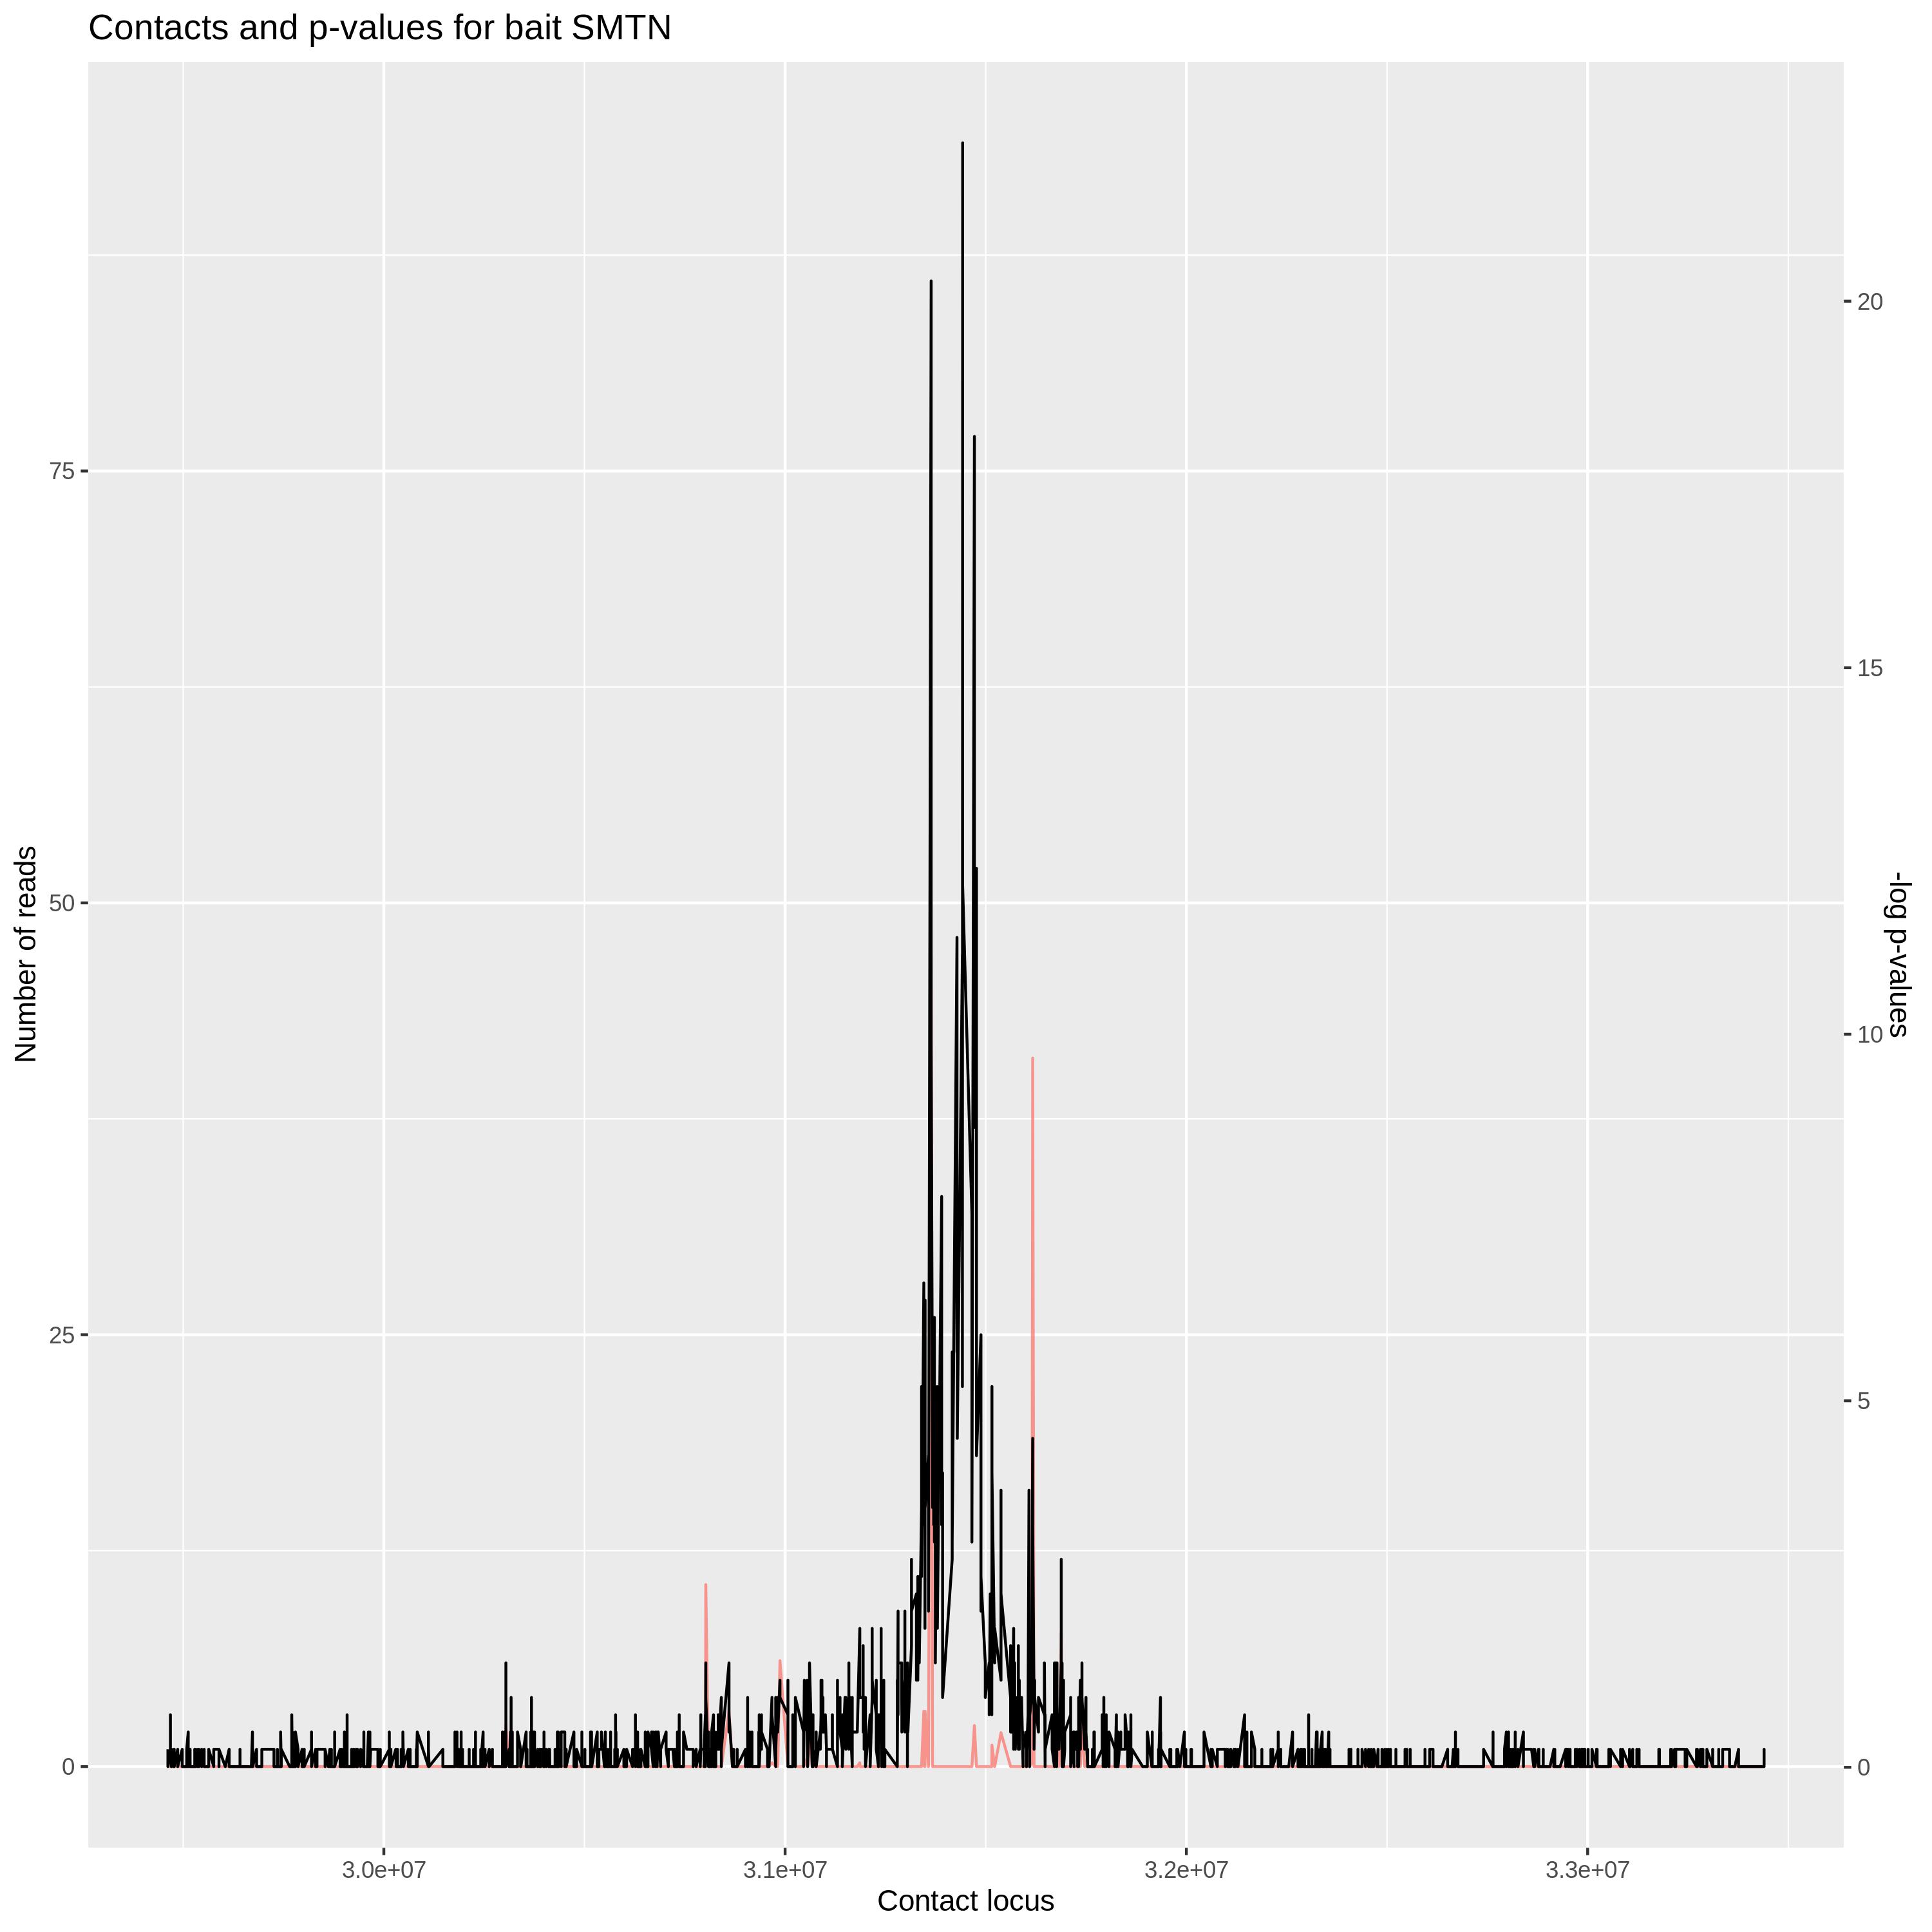 Contacts and p-values for bait SMTN
Number of reads
75
50
25
0
20
15
10
5
0
-log p-values
3.0e+07 3.1e+07 3.2e+07 3.3e+07
Contact locus